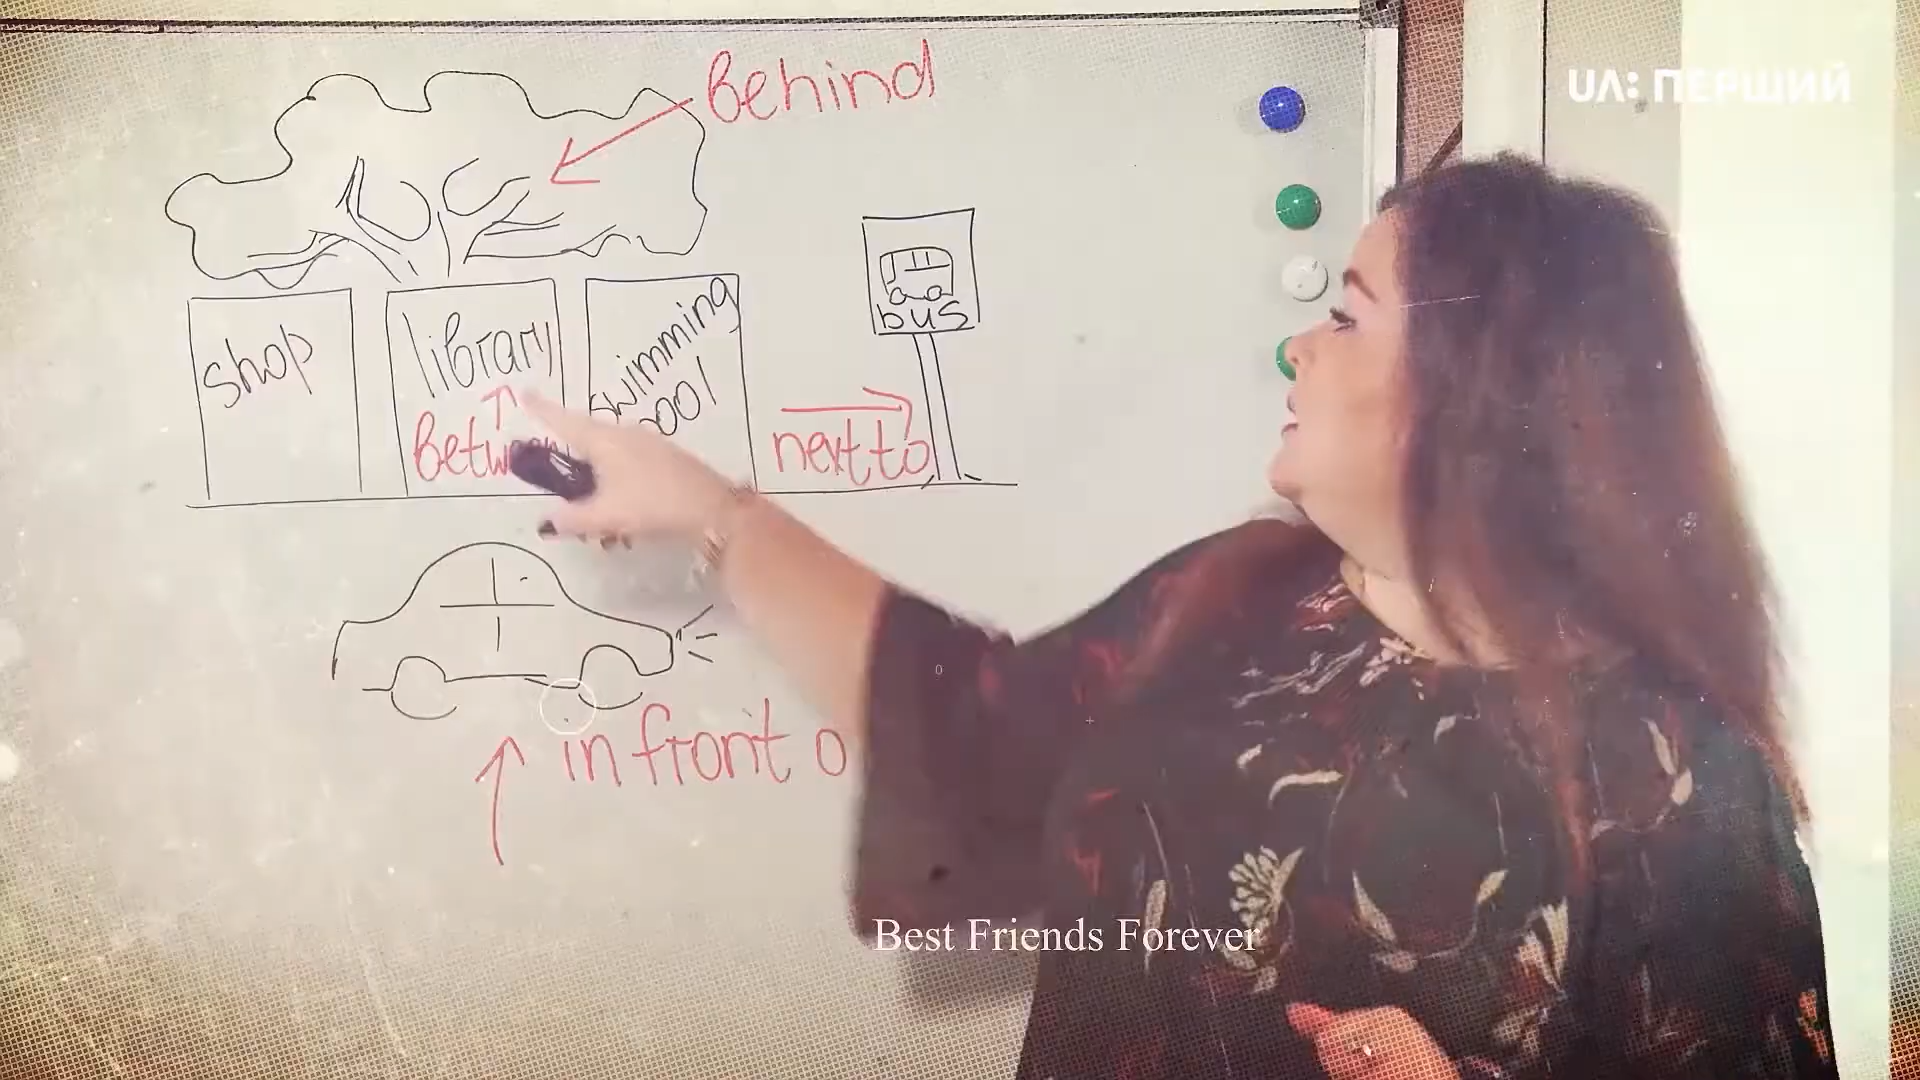 Behind
UA: ПЕРШИЙ
bus
shop
library
swimming
pool
Between
next to
in front o
Best Friends Forever